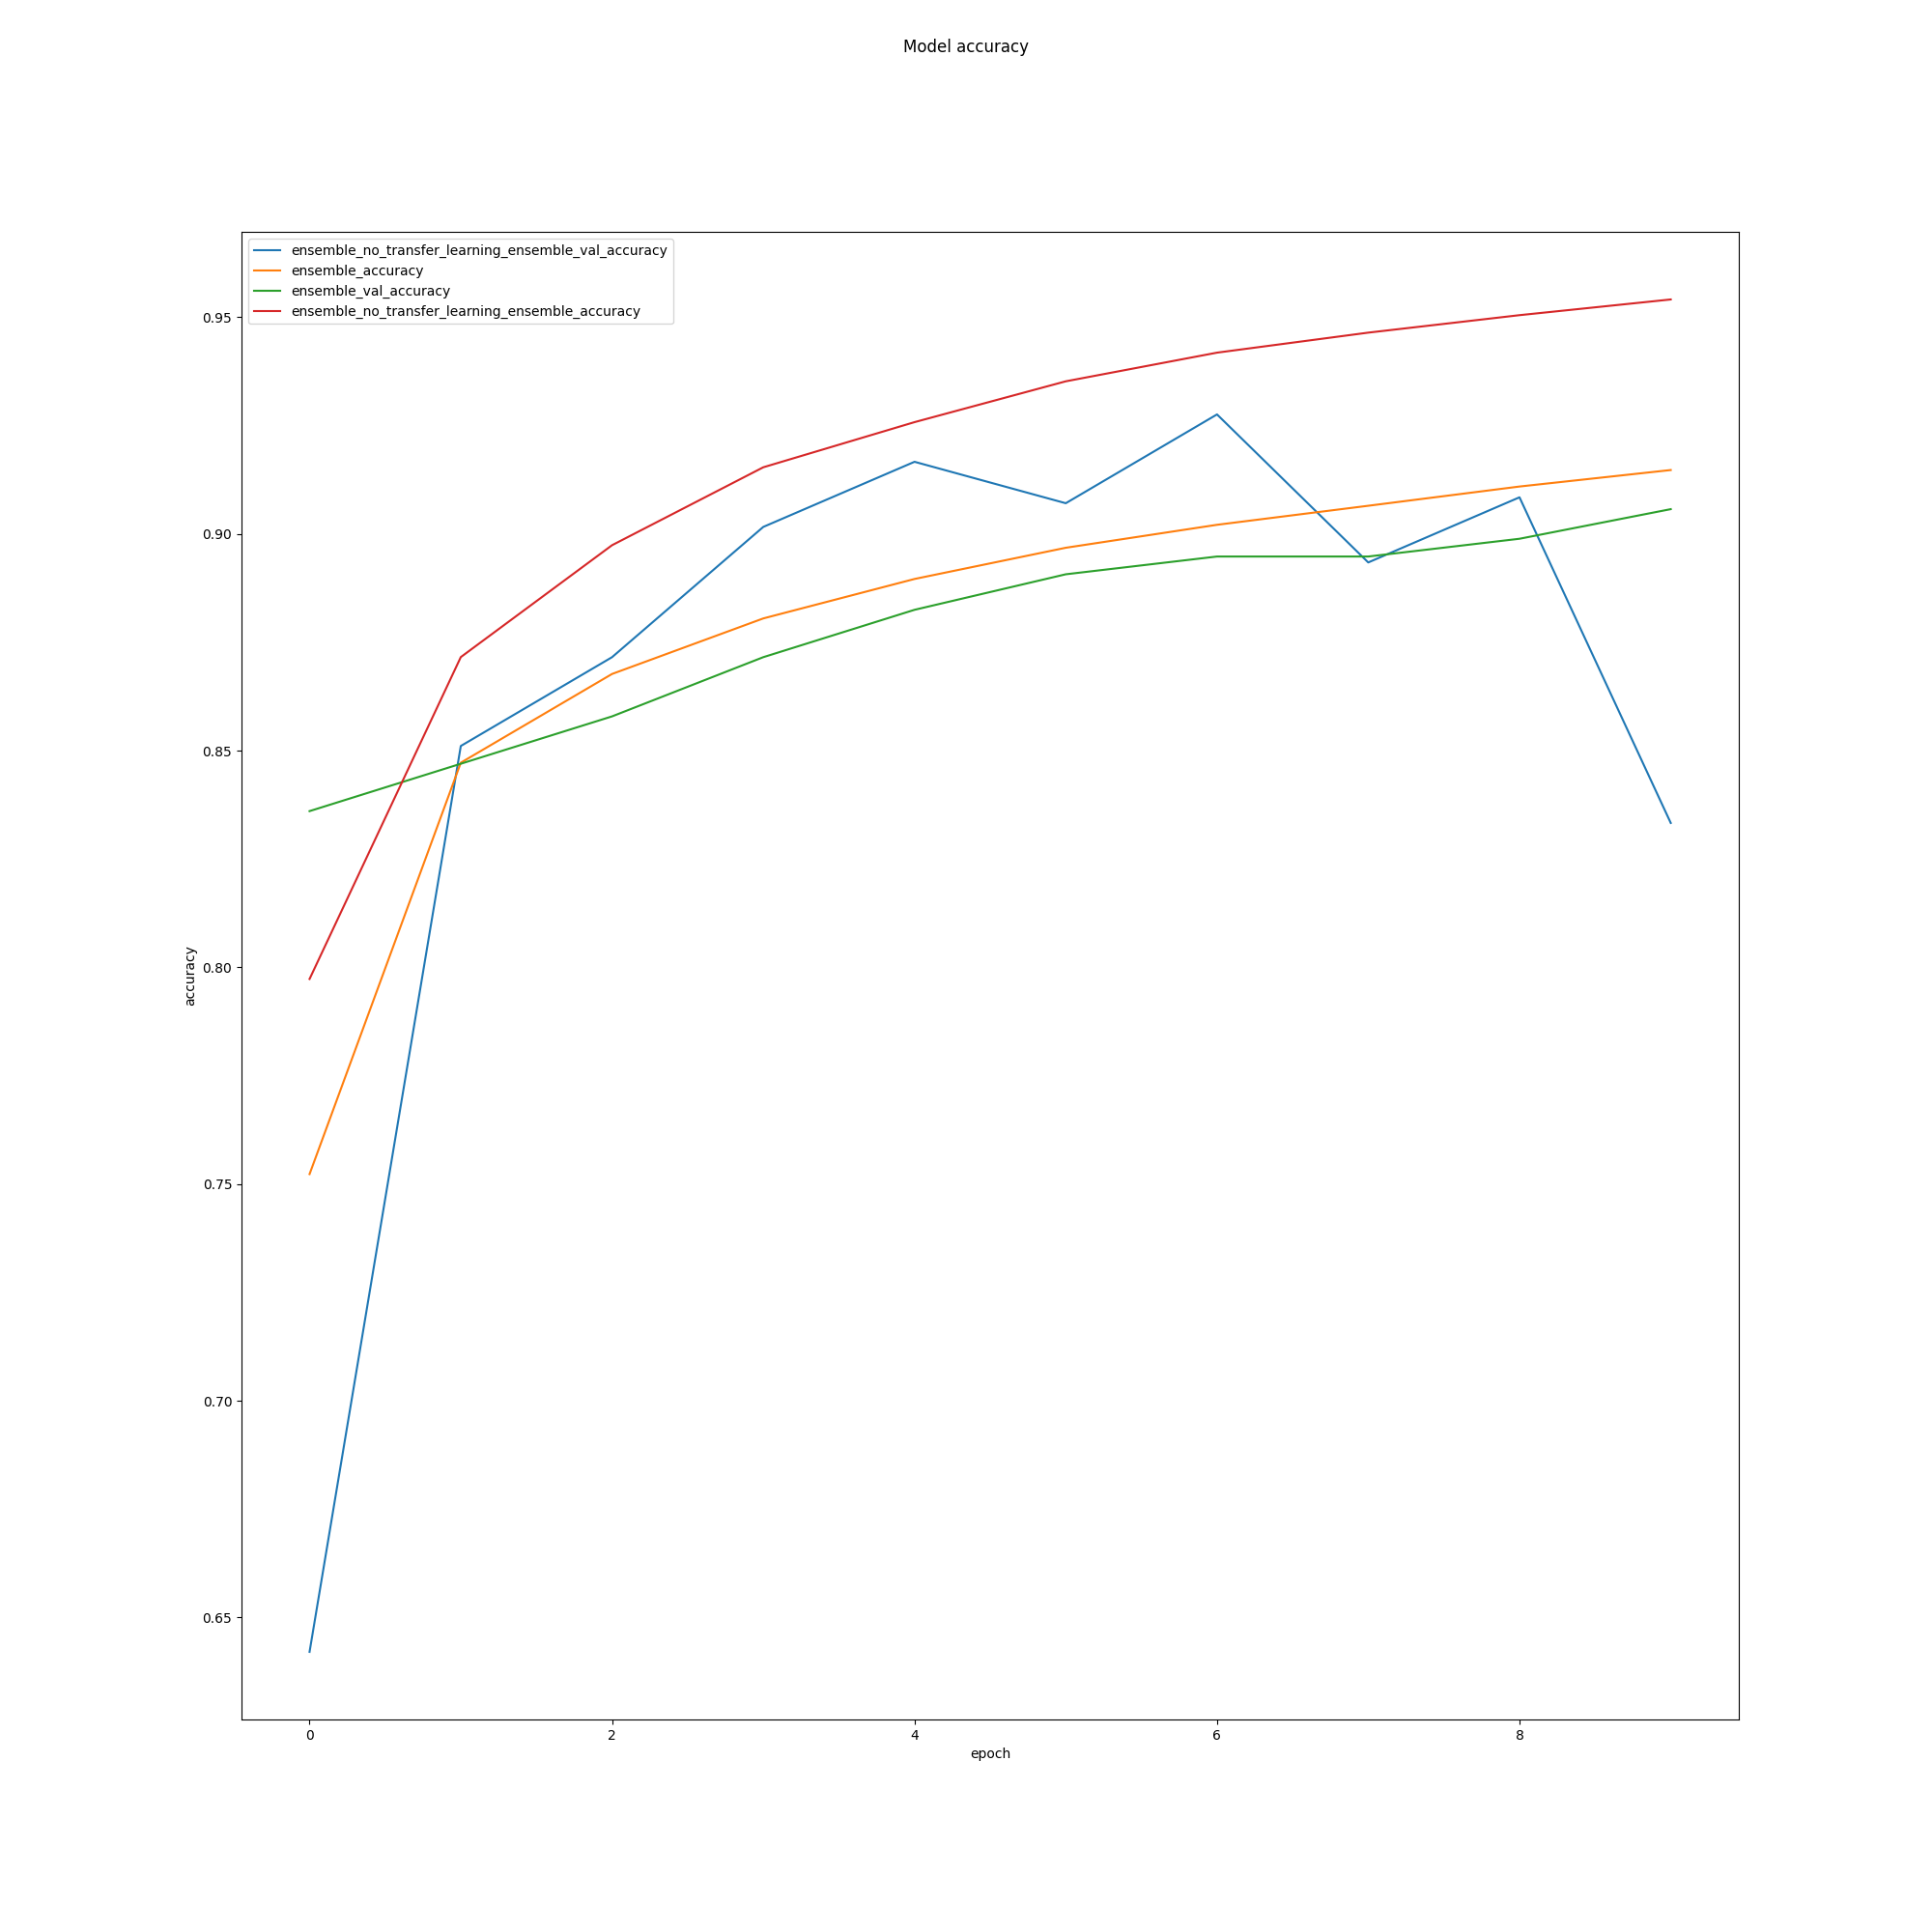 Model accuracy
ensemble_no_transfer_learning_ensemble_val_accuracy
ensemble_accuracy
ensemble_val_accuracy
ensemble_no_transfer_learning_ensemble_accuracy
0.95
0.90
0.85
0.80
0.75
0.70
0.65
accuracy
0 2 4 6 8
epoch